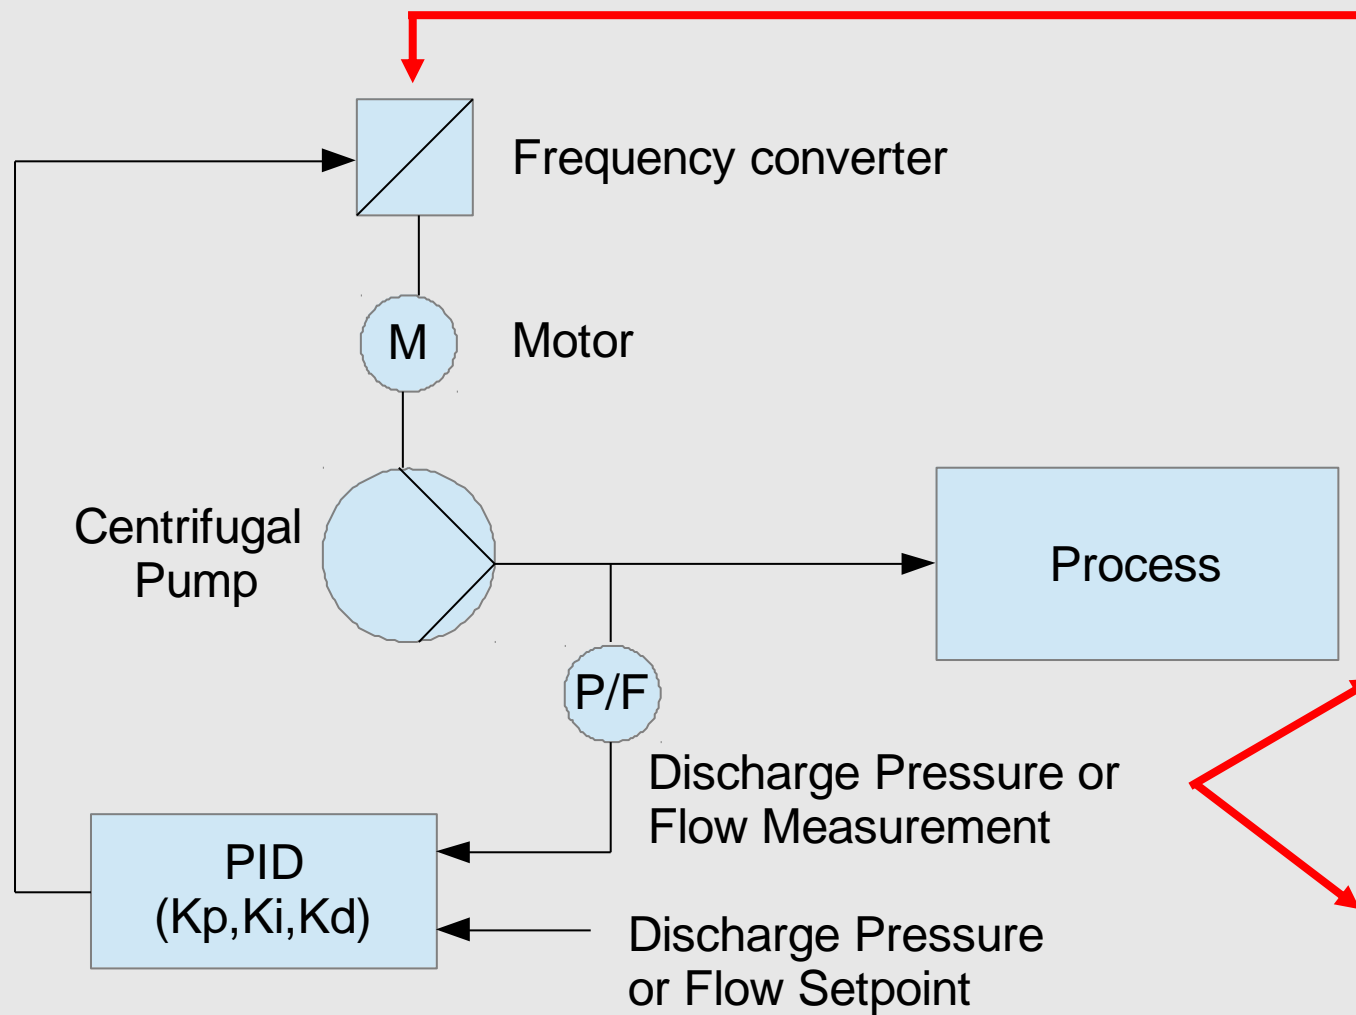 Frequency converter
M
Motor
Centrifugal
Pump
Process
P/F
Discharge Pressure or
Flow Measurement
PID
(Kp,Ki,Kd)
Discharge Pressure
or Flow Setpoint